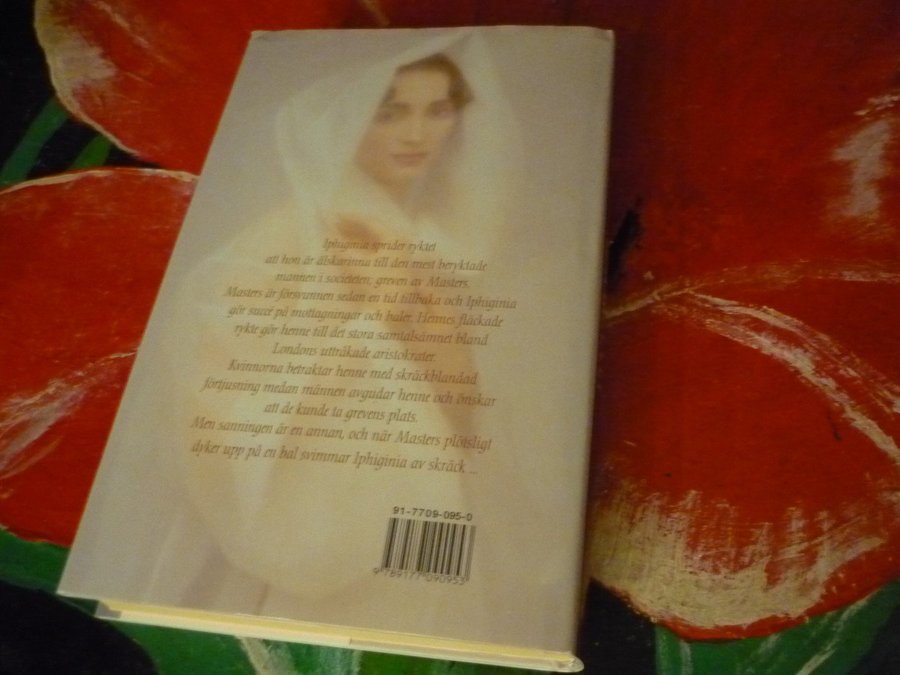 Iphiginia sprider ryktet
att hon är älskarinna till den mest beryktade
mannen i societeten, greven av Masters.
Masters är försvunnen sedan en tid tillbaka och Iphiginia
gör succé på mottagningar och baler. Hennes fläckade
rykte gör henne till det stora samtalsämnet bland
Londons uttråkade aristokrater.
Kvinnorna betraktar henne med skräckblandad
förtjusning medan männen avgudar henne och önskar
att de kunde ta grevens plats.
Men sanningen är en annan, och när Masters plötsligt
dyker upp på en bal svimmar Iphiginia av skräck ...
91-7709-095-0
9 789177 090953